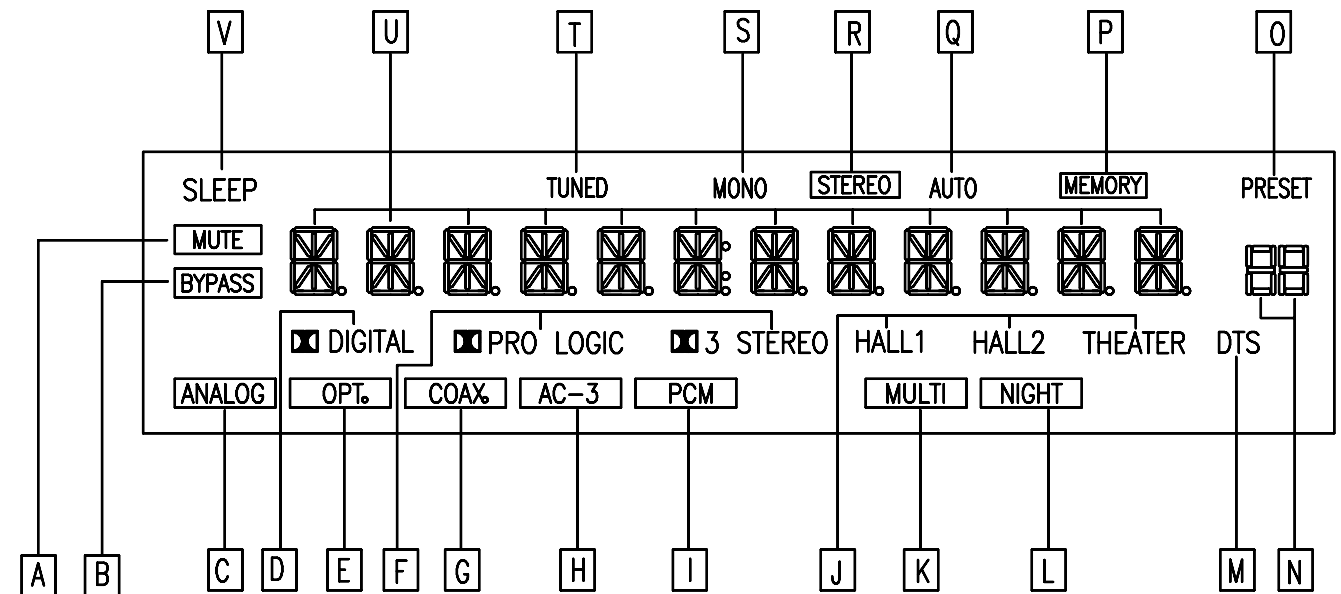 V U T S R Q P O
SLEEP TUNED MONO STEREO AUTO MEMORY PRESET
MUTE
BYPASS
DIGITAL PRO LOGIC 3 STEREO HALL1 HALL2 THEATER DTS
ANALOG OPT. COAX. AC-3 PCM MULTI NIGHT
A B C D E F G H I J K L M N